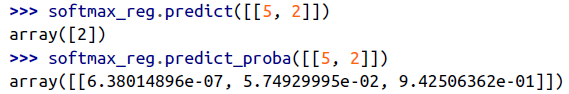 >>> softmax_reg.predict([[5, 2]])
array([2])
>>> softmax_reg.predict_proba([[5, 2]])
array([[6.38014896e-07, 5.74929995e-02, 9.42506362e-01]])